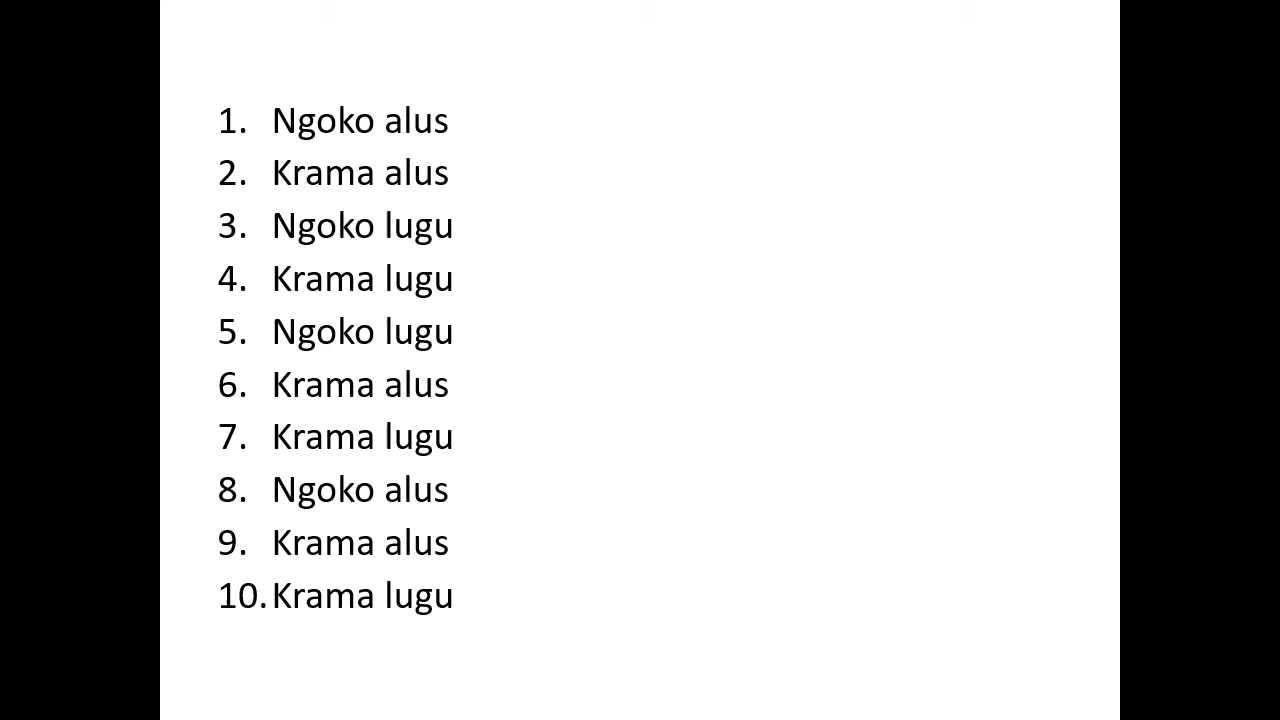 1. Ngoko alus
2. Krama alus
3. Ngoko lugu
4. Krama lugu
5. Ngoko lugu
6. Krama alus
7. Krama lugu
8. Ngoko alus
9. Krama alus
10. Krama lugu